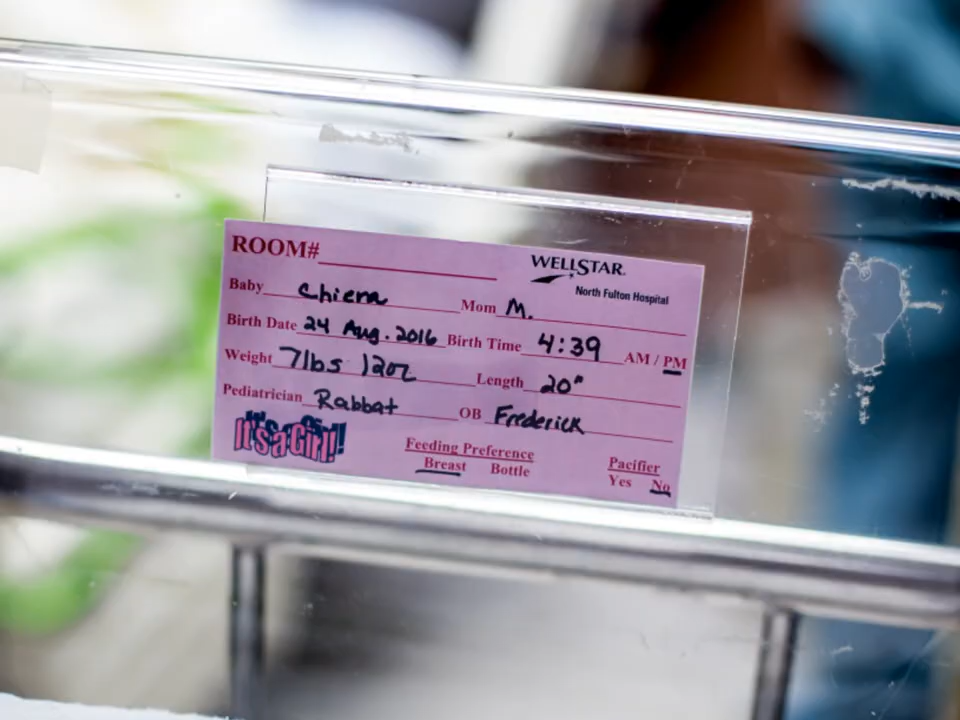 ROOM#
WELLSTAR.
North Fulton Hospital
Baby Chiera Mom M.
Birth Date 24 Aug. 2016 Birth Time 4:39 AM / PM
Weight 7lbs 12oz Length 20"
Pediatrician Rabbat OB Frederick
It's a Girl!!
Feeding Preference
Breast Bottle
Pacifier
Yes No